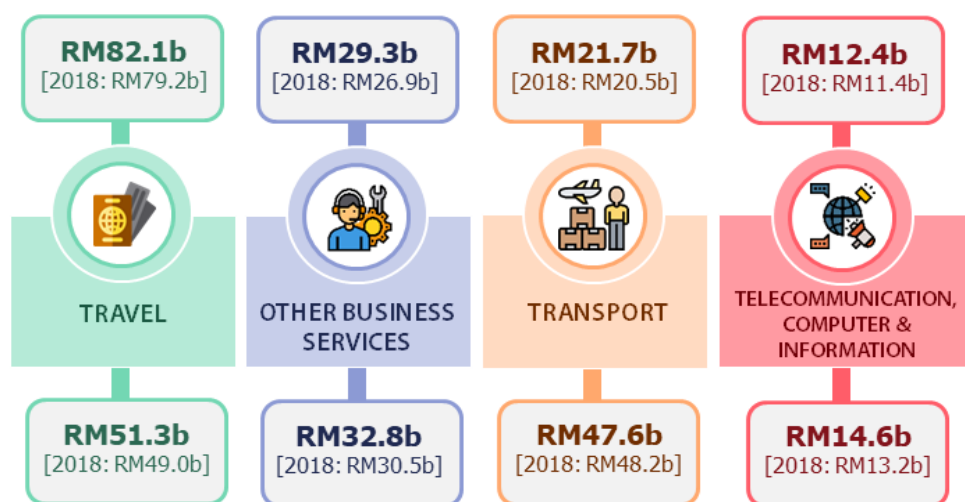 RM82.1b
[2018: RM79.2b]
RM29.3b
[2018: RM26.9b]
RM21.7b
[2018: RM20.5b]
RM12.4b
[2018: RM11.4b]
TRAVEL
OTHER BUSINESS
SERVICES
TRANSPORT
TELECOMMUNICATION,
COMPUTER &
INFORMATION
RM51.3b
[2018: RM49.0b]
RM32.8b
[2018: RM30.5b]
RM47.6b
[2018: RM48.2b]
RM14.6b
[2018: RM13.2b]